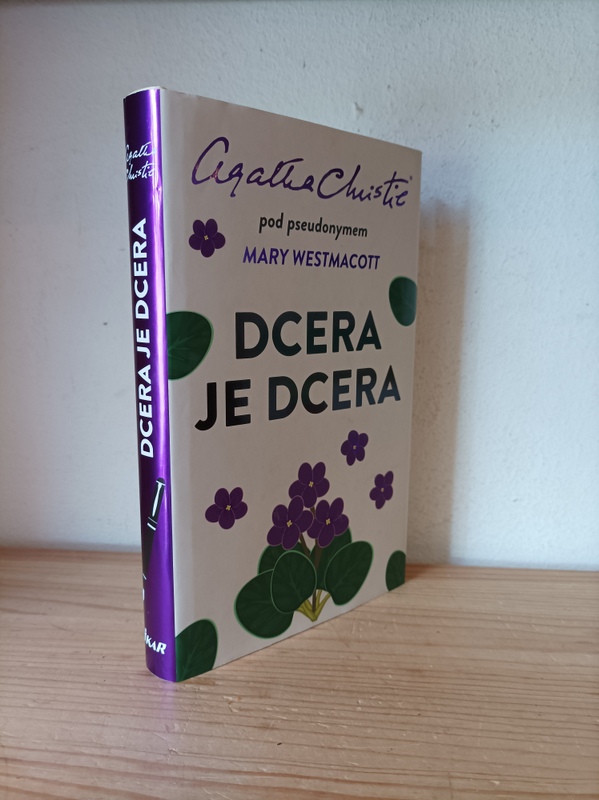 Agatha Christie
pod pseudonymem
MARY WESTMACOTT
DCERA
JE DCERA
Agatha
Christie
DCERA JE DCERA